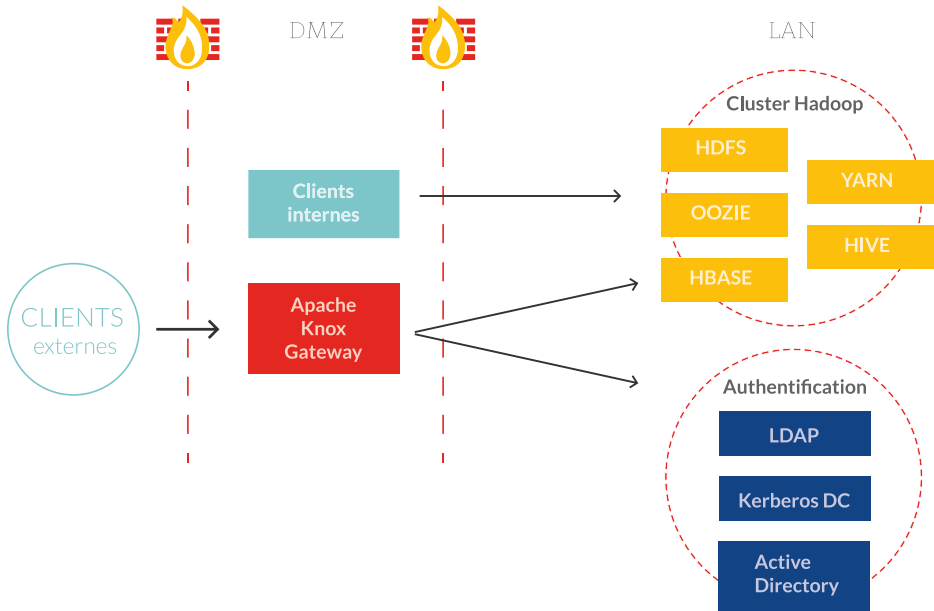 DMZ
LAN
Cluster Hadoop
HDFS
YARN
Clients
internes
OOZIE
HIVE
HBASE
CLIENTS
externes
Apache
Knox
Gateway
Authentification
LDAP
Kerberos DC
Active
Directory